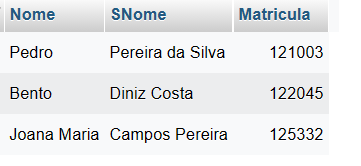 Nome SNome Matricula
Pedro Pereira da Silva 121003
Bento Diniz Costa 122045
Joana Maria Campos Pereira 125332